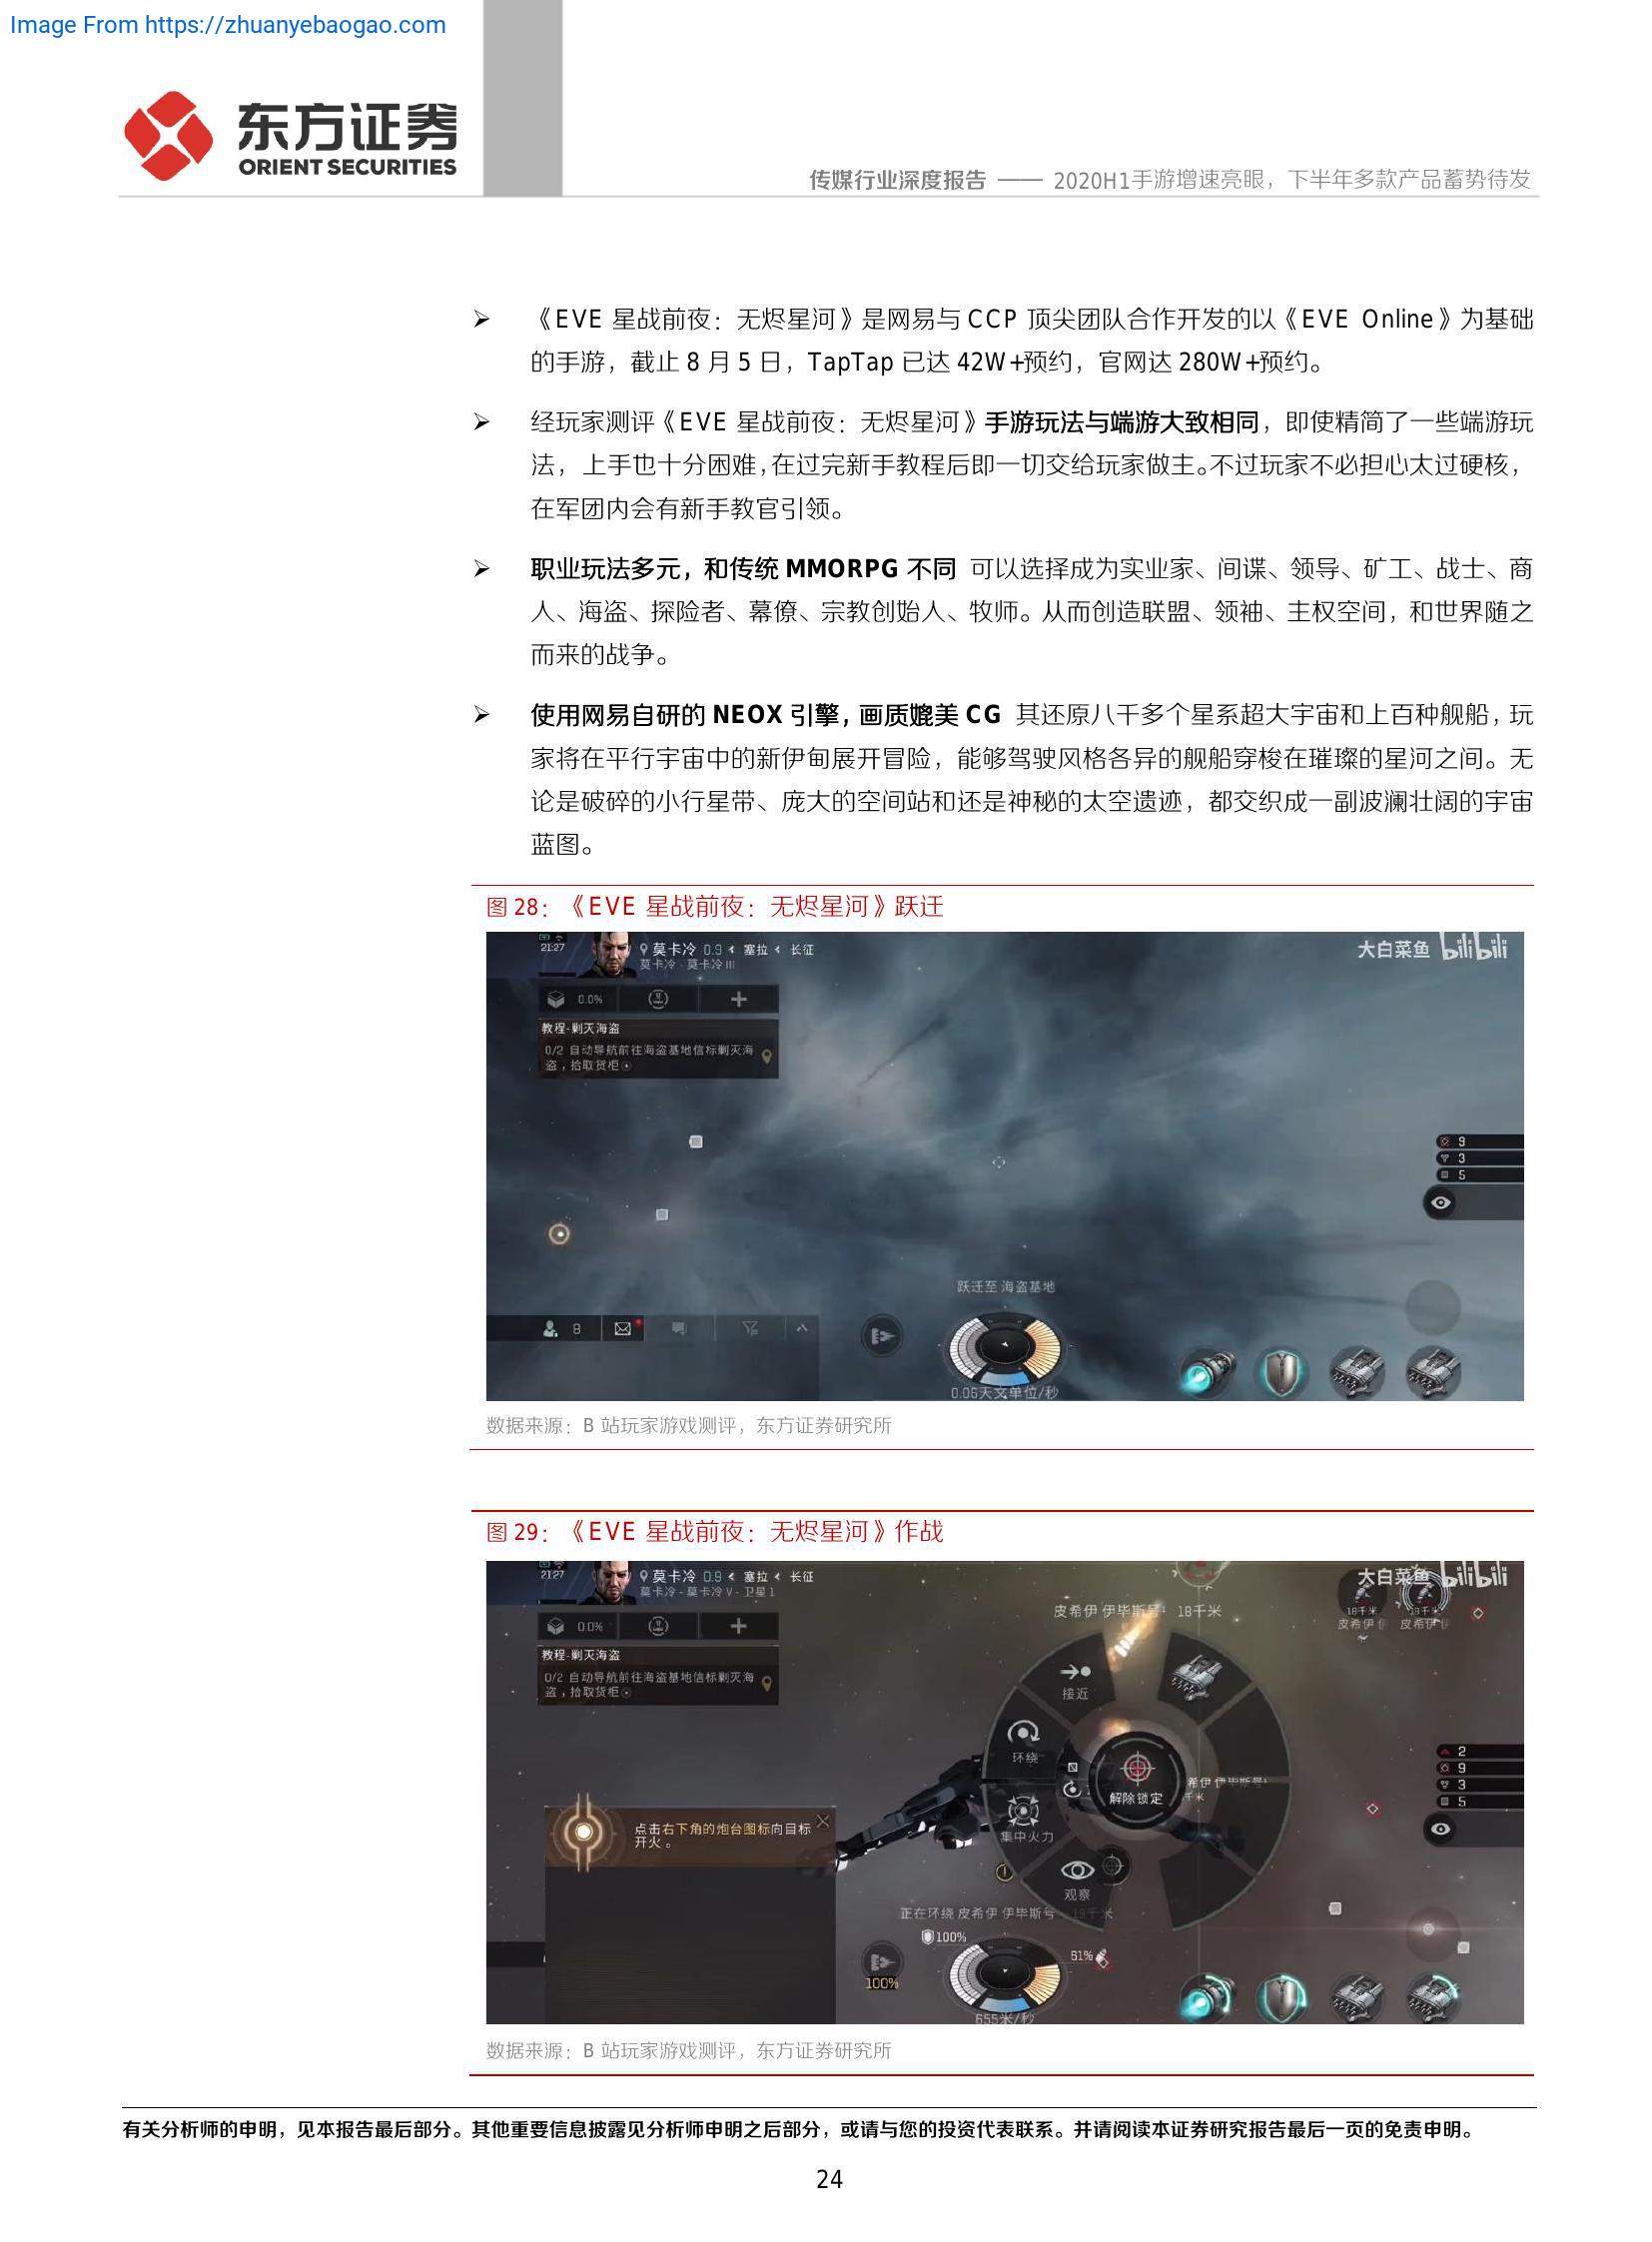 Image From https://zhuanyebaogao.com
东方证券
ORIENT SECURITIES
传媒行业深度报告 —— 2020H1手游增速亮眼，下半年多款产品蓄势待发
《EVE 星战前夜：无烬星河》是网易与 CCP 顶尖团队合作开发的以《EVE Online》为基础
的手游，截止 8 月 5 日，TapTap 已达 42W+预约，官网达 280W+预约。
经玩家测评《EVE 星战前夜：无烬星河》手游玩法与端游大致相同，即使精简了一些端游玩
法，上手也十分困难，在过完新手教程后即一切交给玩家做主。不过玩家不必担心太过硬核，
在军团内会有新手教官引领。
职业玩法多元，和传统 MMORPG 不同 可以选择成为实业家、间谍、领导、矿工、战士、商
人、海盗、探险者、幕僚、宗教创始人、牧师。从而创造联盟、领袖、主权空间，和世界随之
而来的战争。
使用网易自研的 NEOX 引擎，画质媲美 CG 其还原八千多个星系超大宇宙和上百种舰船，玩
家将在平行宇宙中的新伊甸展开冒险，能够驾驶风格各异的舰船穿梭在璀璨的星河之间。无
论是破碎的小行星带、庞大的空间站和还是神秘的太空遗迹，都交织成一副波澜壮阔的宇宙
蓝图。
图 28：《EVE 星战前夜：无烬星河》跃迁
21:27
莫卡冷 0.9 < 塞拉 < 长征
莫卡冷 - 莫卡冷 III
大白菜鱼 bilibili
0.0%
教程-剿灭海盗
0/2 自动导航前往海盗基地信标剿灭海
盗，拾取货柜
9
3
5
跃迁至 海盗基地
8
0.06天文单位/秒
数据来源：B 站玩家游戏测评，东方证券研究所
图 29：《EVE 星战前夜：无烬星河》作战
21:27
莫卡冷 0.9 < 塞拉 < 长征
莫卡冷 - 莫卡冷 V - 卫星 1
大白菜鱼 bilibili
皮希伊 伊毕斯号 18千米
18千米
皮希伊
18千米
皮希伊
0.0%
教程-剿灭海盗
0/2 自动导航前往海盗基地信标剿灭海
盗，拾取货柜
接近
环绕
解除锁定
集中火力
观察
2
9
3
5
点击右下角的炮台图标向目标
开火。
正在环绕 皮希伊 伊毕斯号
100%
61%
100%
655米/秒
数据来源：B 站玩家游戏测评，东方证券研究所
有关分析师的申明，见本报告最后部分。其他重要信息披露见分析师申明之后部分，或请与您的投资代表联系。并请阅读本证券研究报告最后一页的免责申明。
24